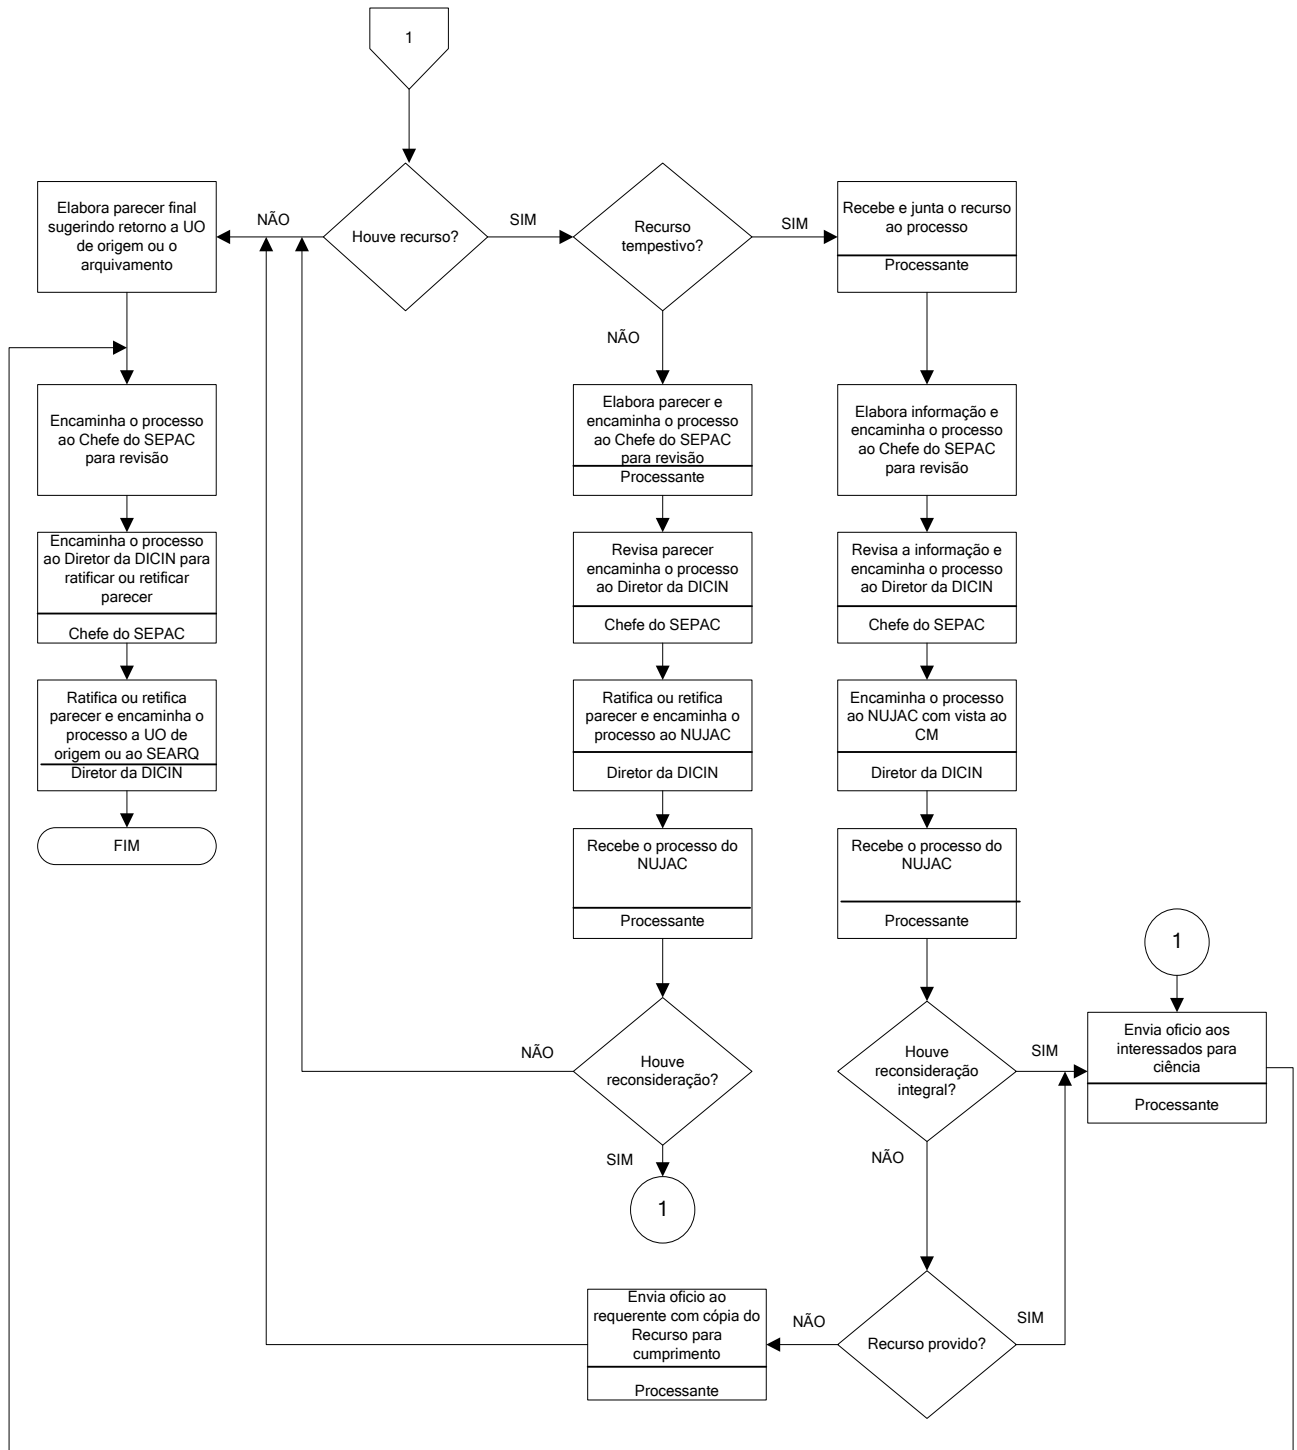 1
Houve recurso?
NÃO
SIM
Elabora parecer final
sugerindo retorno a UO
de origem ou o
arquivamento
Recurso
tempestivo?
SIM
NÃO
Recebe e junta o recurso
ao processo
Processante
Encaminha o processo
ao Chefe do SEPAC
para revisão
Elabora parecer e
encaminha o processo
ao Chefe do SEPAC
para revisão
Processante
Elabora informação e
encaminha o processo
ao Chefe do SEPAC
para revisão
Encaminha o processo
ao Diretor da DICIN para
ratificar ou retificar
parecer
Chefe do SEPAC
Revisa parecer
encaminha o processo
ao Diretor da DICIN
Chefe do SEPAC
Revisa a informação e
encaminha o processo
ao Diretor da DICIN
Chefe do SEPAC
Ratifica ou retifica
parecer e encaminha o
processo a UO de
origem ou ao SEARQ
Diretor da DICIN
Ratifica ou retifica
parecer e encaminha o
processo ao NUJAC
Diretor da DICIN
Encaminha o processo
ao NUJAC com vista ao
CM
Diretor da DICIN
FIM
Recebe o processo do
NUJAC
Processante
Recebe o processo do
NUJAC
Processante
1
Houve
reconsideração?
NÃO
SIM
1
Houve
reconsideração
integral?
SIM
NÃO
Envia oficio aos
interessados para
ciência
Processante
Recurso provido?
NÃO
SIM
Envia oficio ao
requerente com cópia do
Recurso para
cumprimento
Processante